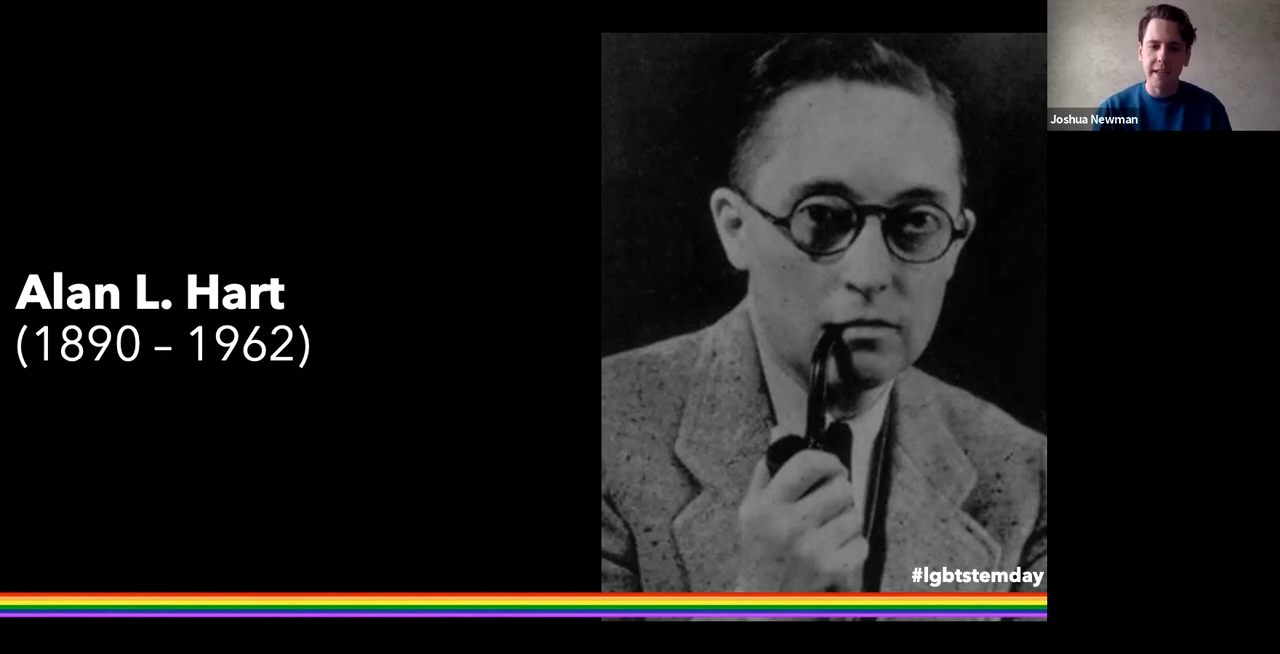 Alan L. Hart
(1890 – 1962)
#lgbtstemday
Joshua Newman